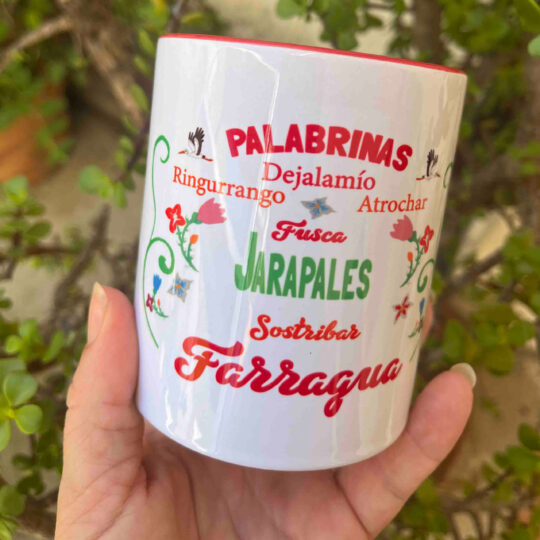 PALABRINAS
Ringurrango Dejalamío Atrochar
Fusca
JARAPALES
Sostribar
Farragua